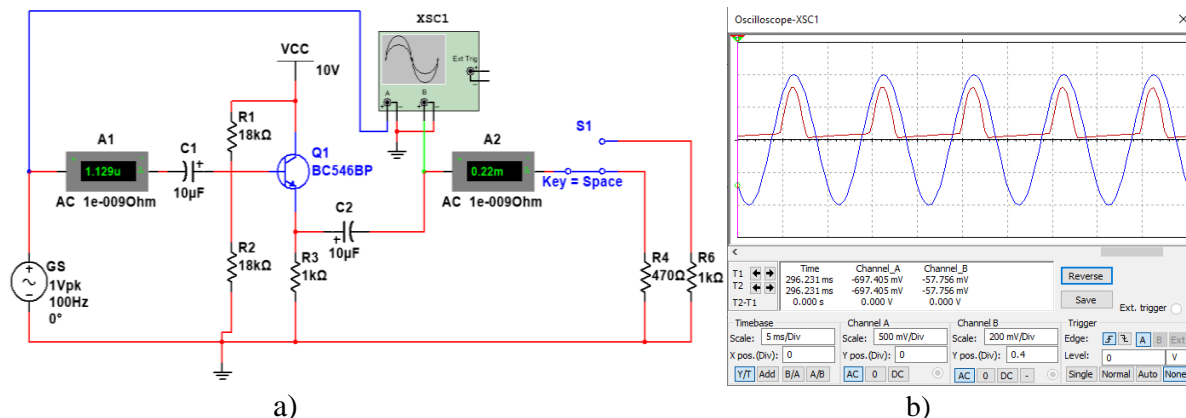 XSC1
Ext Trig
A B
VCC
10V
R1
18kΩ
A1
1.129u
AC 1e-009Ohm
C1
10µF
Q1
BC546BP
A2
0.22m
AC 1e-009Ohm
S1
Key = Space
C2
10µF
R2
18kΩ
R3
1kΩ
R4
470Ω
R6
1kΩ
GS
1Vpk
100Hz
0°
a)
Oscilloscope-XSC1
Time Channel_A Channel_B
T1 296.231 ms -697.405 mV -57.756 mV
T2 296.231 ms -697.405 mV -57.756 mV
T2-T1 0.000 s 0.000 V 0.000 V
Reverse
Save
Ext. trigger
Timebase
Scale: 5 ms/Div
X pos.(Div): 0
Y/T Add B/A A/B
Channel A
Scale: 500 mV/Div
Y pos.(Div): 0
AC 0 DC
Channel B
Scale: 200 mV/Div
Y pos.(Div): 0.4
AC 0 DC -
Trigger
Edge: A B Ext
Level: 0 V
Single Normal Auto None
b)